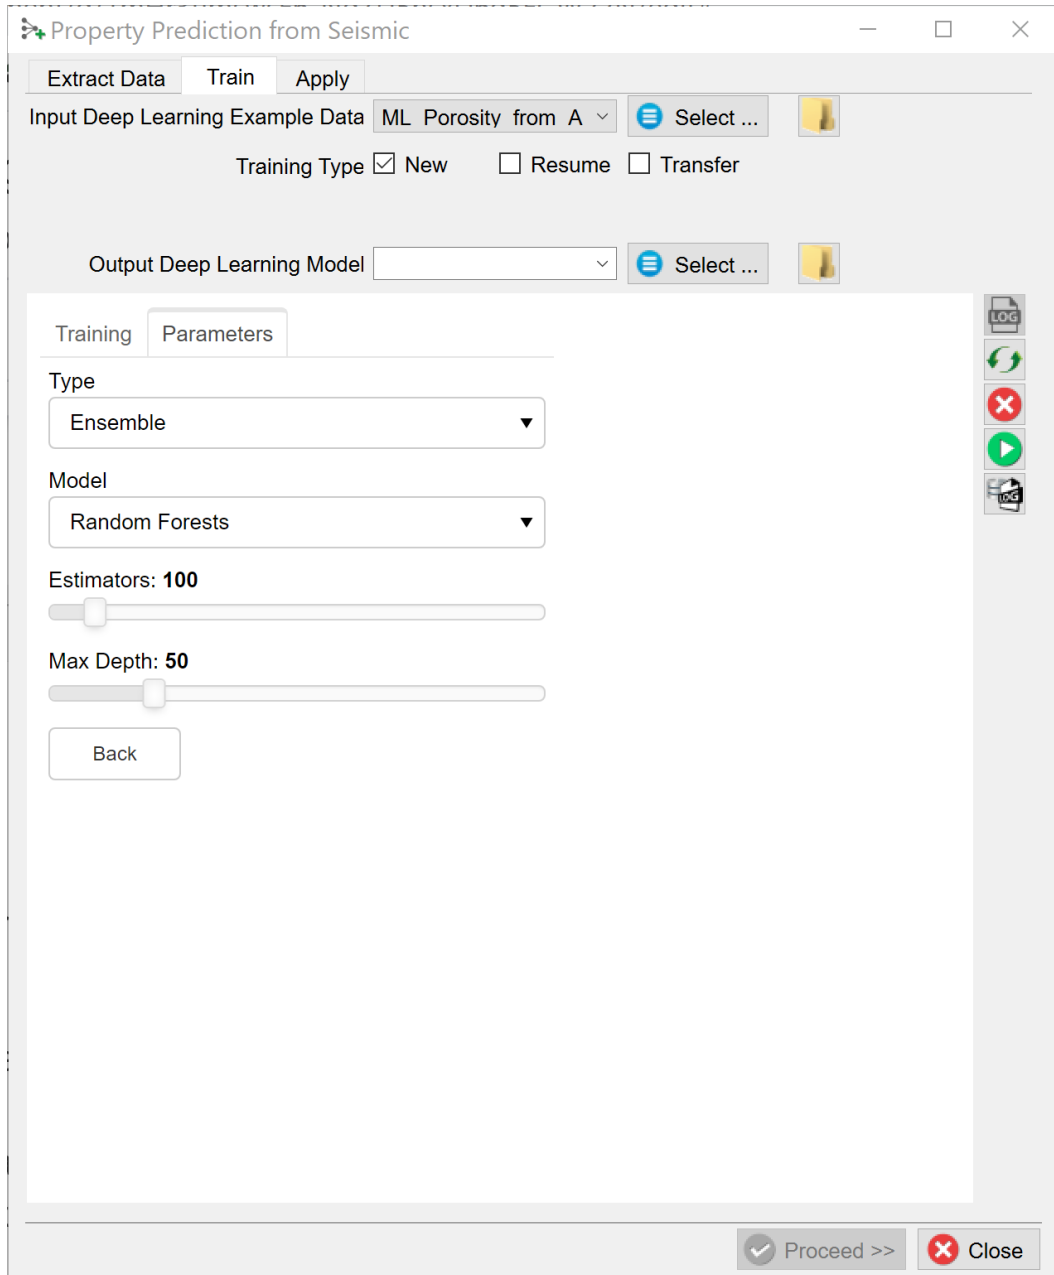 Property Prediction from Seismic
Extract Data Train Apply
Input Deep Learning Example Data ML Porosity from A Select ...
Training Type New Resume Transfer
Output Deep Learning Model Select ...
Training Parameters
LOG
Type
Ensemble
Model
Random Forests
LOG
Estimators: 100
Max Depth: 50
Back
Proceed >> Close